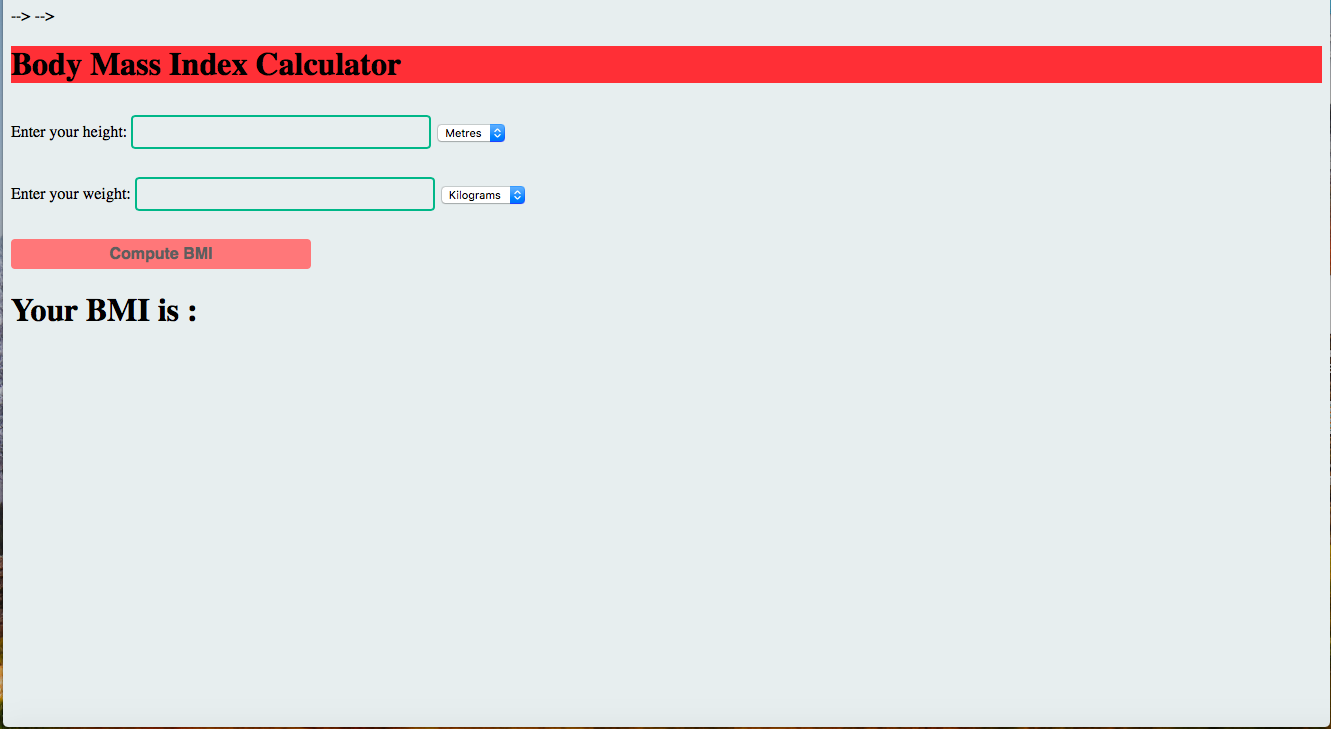 --> -->
Body Mass Index Calculator
Enter your height: Metres
Enter your weight: Kilograms
Compute BMI
Your BMI is :